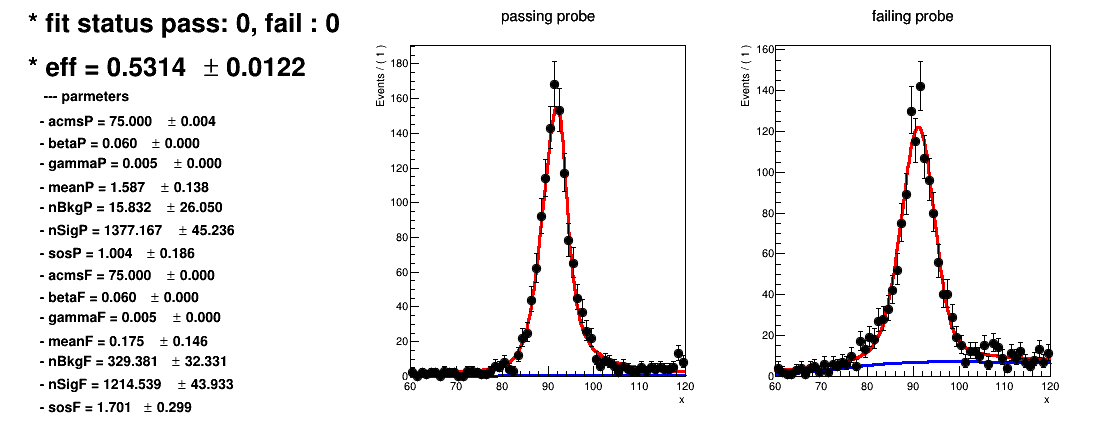 * fit status pass: 0, fail : 0
* eff = 0.5314 ± 0.0122
--- parmeters
- acmsP = 75.000 ± 0.004
- betaP = 0.060 ± 0.000
- gammaP = 0.005 ± 0.000
- meanP = 1.587 ± 0.138
- nBkgP = 15.832 ± 26.050
- nSigP = 1377.167 ± 45.236
- sosP = 1.004 ± 0.186
- acmsF = 75.000 ± 0.000
- betaF = 0.060 ± 0.000
- gammaF = 0.005 ± 0.000
- meanF = 0.175 ± 0.146
- nBkgF = 329.381 ± 32.331
- nSigF = 1214.539 ± 43.933
- sosF = 1.701 ± 0.299
passing probe
Events / ( 1 )
180
160
140
120
100
80
60
40
20
0
60 70 80 90 100 110 120
x
failing probe
Events / ( 1 )
160
140
120
100
80
60
40
20
0
60 70 80 90 100 110 120
x